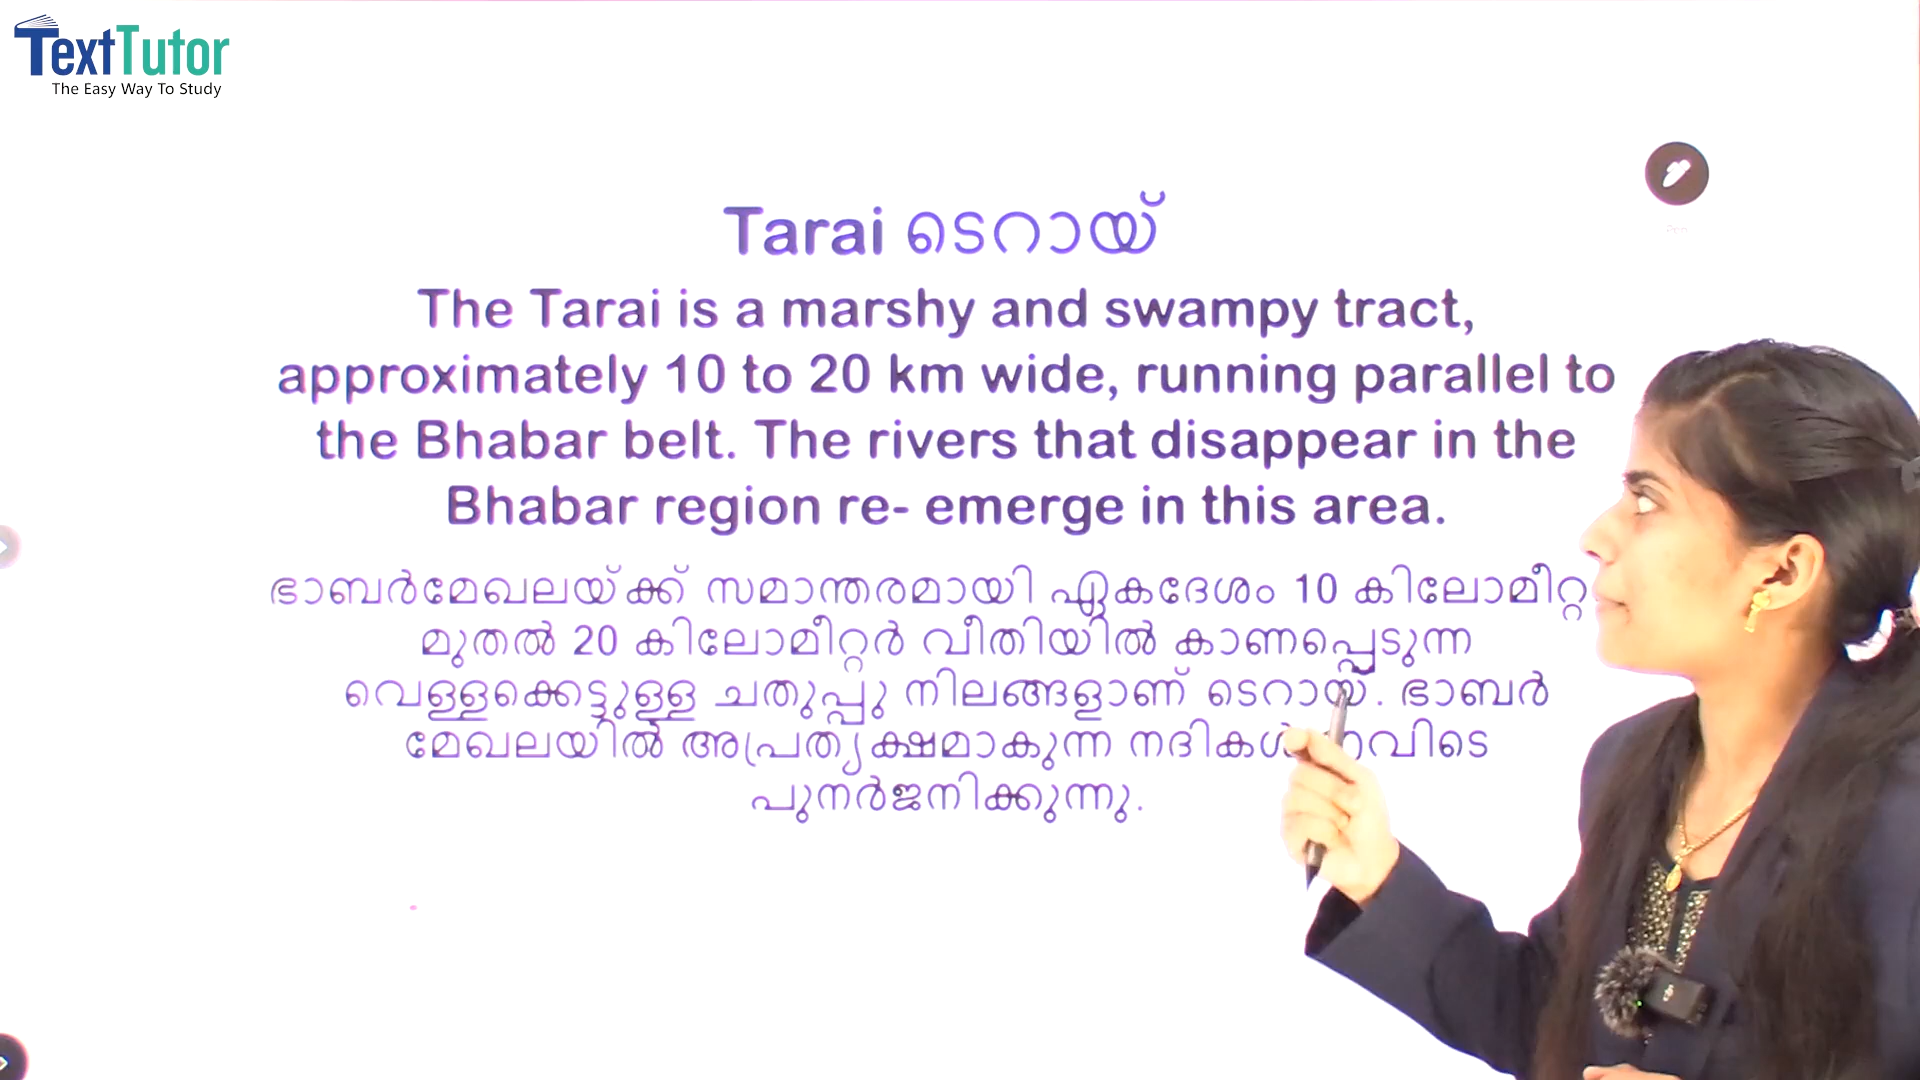 TextTutor
The Easy Way To Study
Tarai ടെറായ്
The Tarai is a marshy and swampy tract,
approximately 10 to 20 km wide, running parallel to
the Bhabar belt. The rivers that disappear in the
Bhabar region re- emerge in this area.
ഭാബർമേഖലയ്ക്ക് സമാന്തരമായി ഏകദേശം 10
മുതൽ 20 കിലോമീറ്റർ വീതിയിൽ കാണപ്പെടുന്ന
വെള്ളക്കെട്ടുള്ള ചതുപ്പു നിലങ്ങളാണ് ടെറായ്. ഭാബർ
മേഖലയിൽ അപ്രത്യക്ഷമാകുന്ന നദികൾ
പുനർജനിക്കുന്നു.